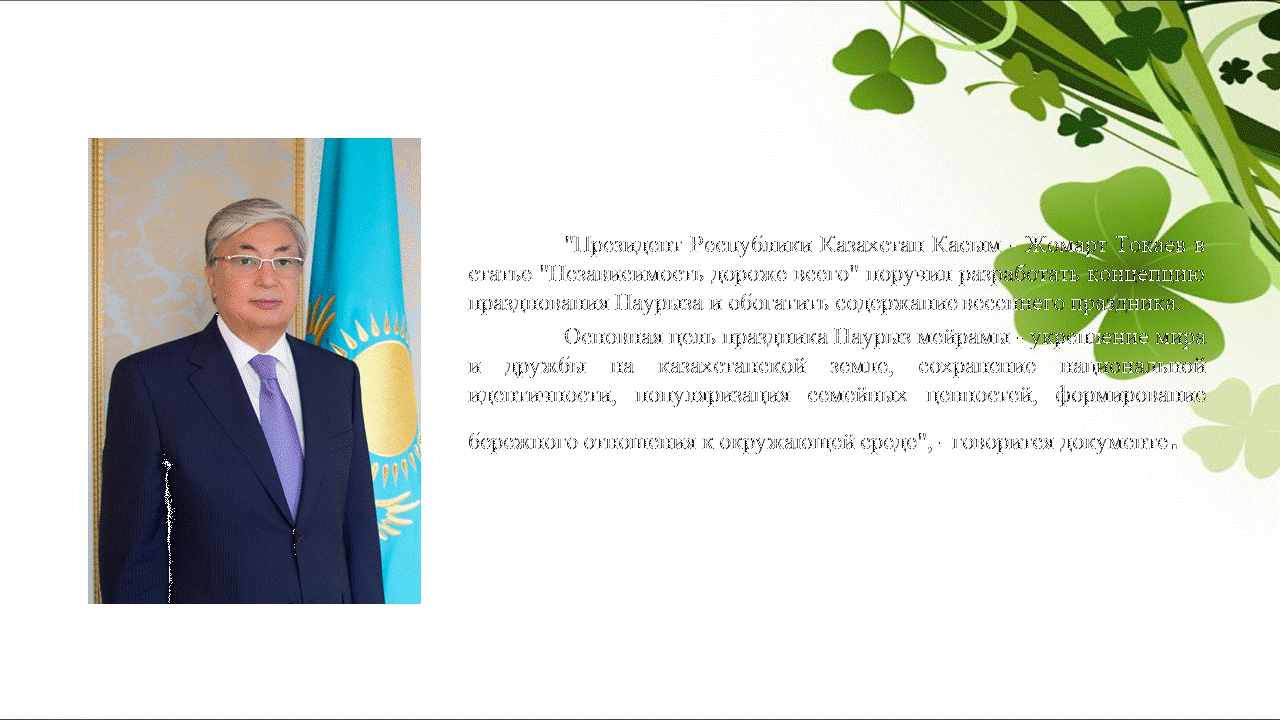 "Президент Республики Казахстан Касым - Жомарт Токаев в
статье "Независимость дороже всего" поручил разработать концепцию
празднования Наурыза и обогатить содержание весеннего праздника.
Основная цель праздника Наурыз мейрамы - укрепление мира
и дружбы на казахстанской земле, сохранение национальной
идентичности, популяризация семейных ценностей, формирование
бережного отношения к окружающей среде", - говорится документе.